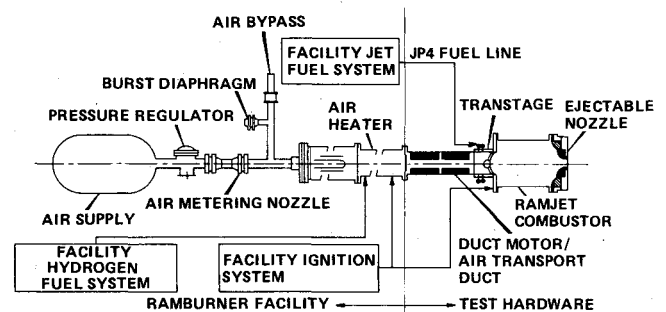 AIR BYPASS
FACILITY JET
FUEL SYSTEM
JP4 FUEL LINE
BURST DIAPHRAGM
PRESSURE REGULATOR
AIR
HEATER
TRANSTAGE
EJECTABLE
NOZZLE
AIR SUPPLY
AIR METERING NOZZLE
RAMJET
COMBUSTOR
DUCT MOTOR/
AIR TRANSPORT
DUCT
FACILITY
HYDROGEN
FUEL SYSTEM
FACILITY IGNITION
SYSTEM
RAMBURNER FACILITY
TEST HARDWARE